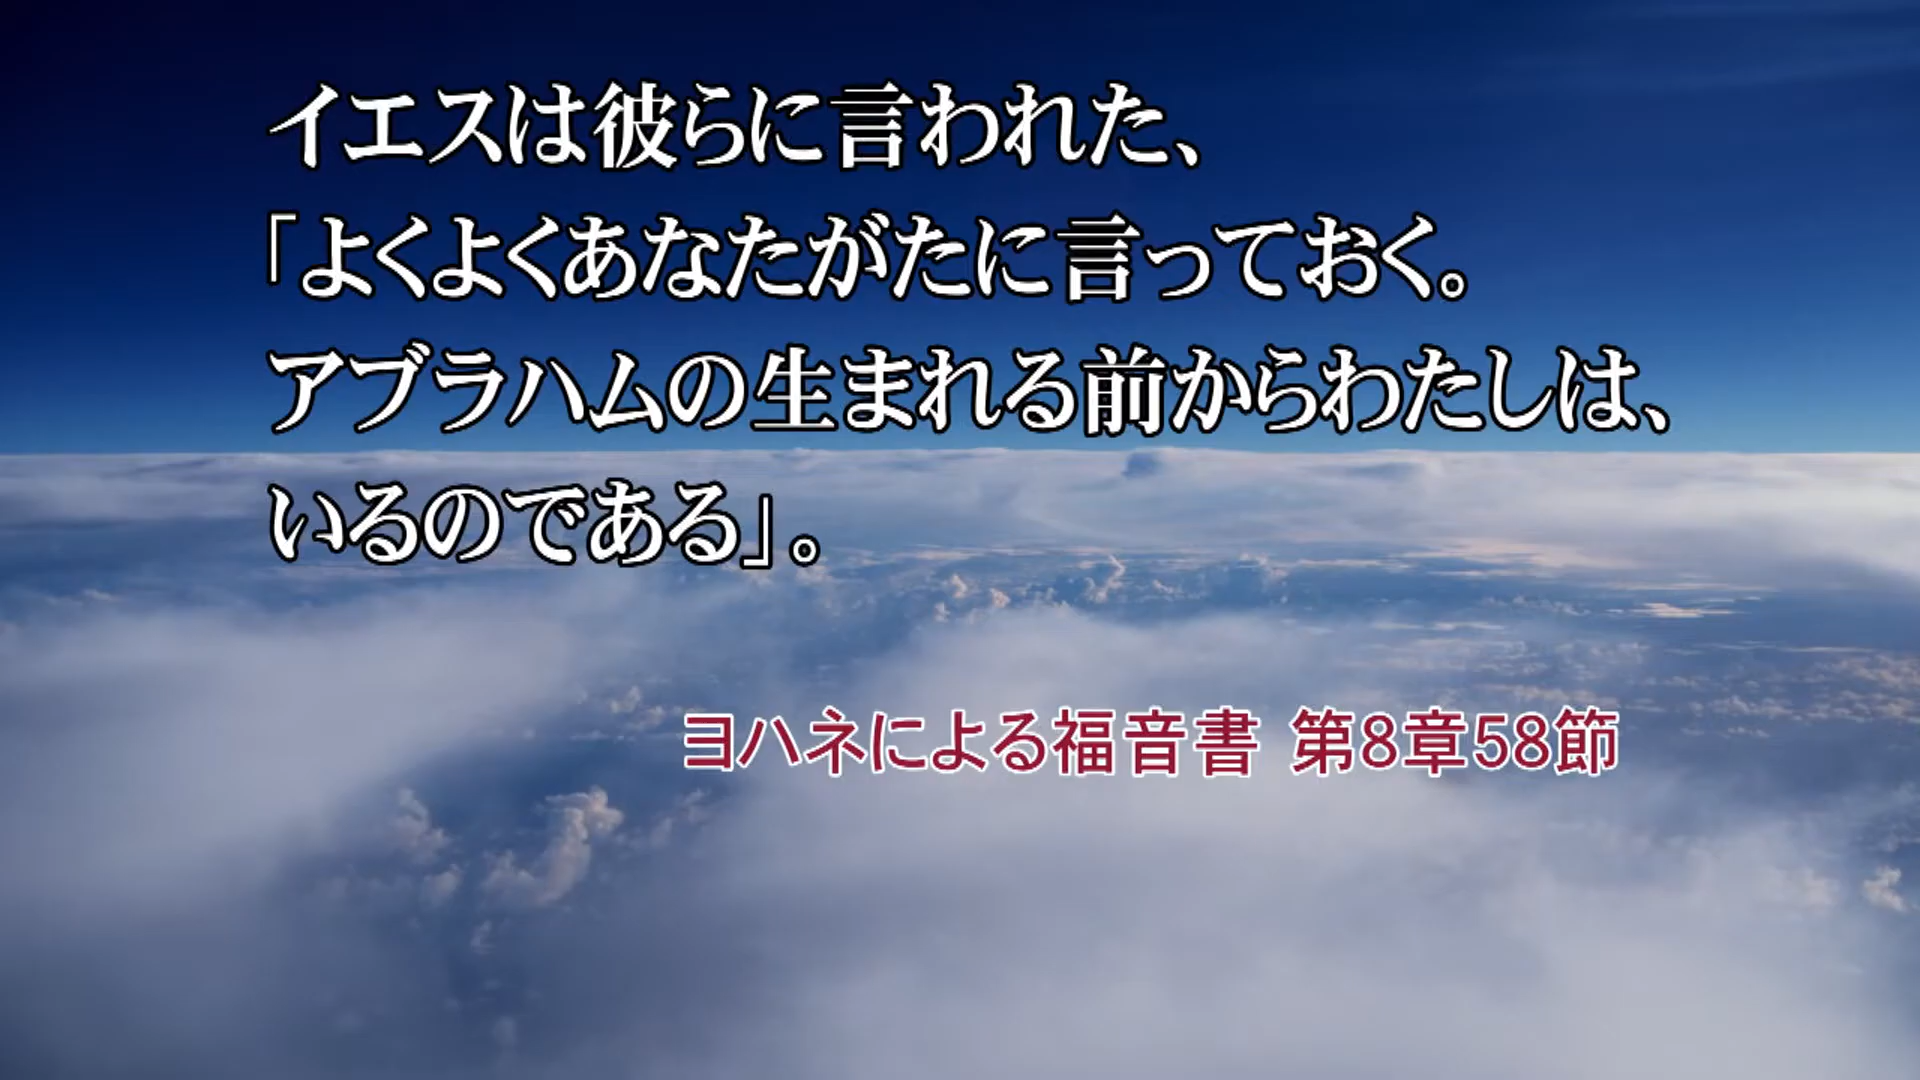 イエスは彼らに言われた、
「よくよくあなたがたに言っておく。
アブラハムの生まれる前からわたしは、
いるのである」。
ヨハネによる福音書 第8章58節